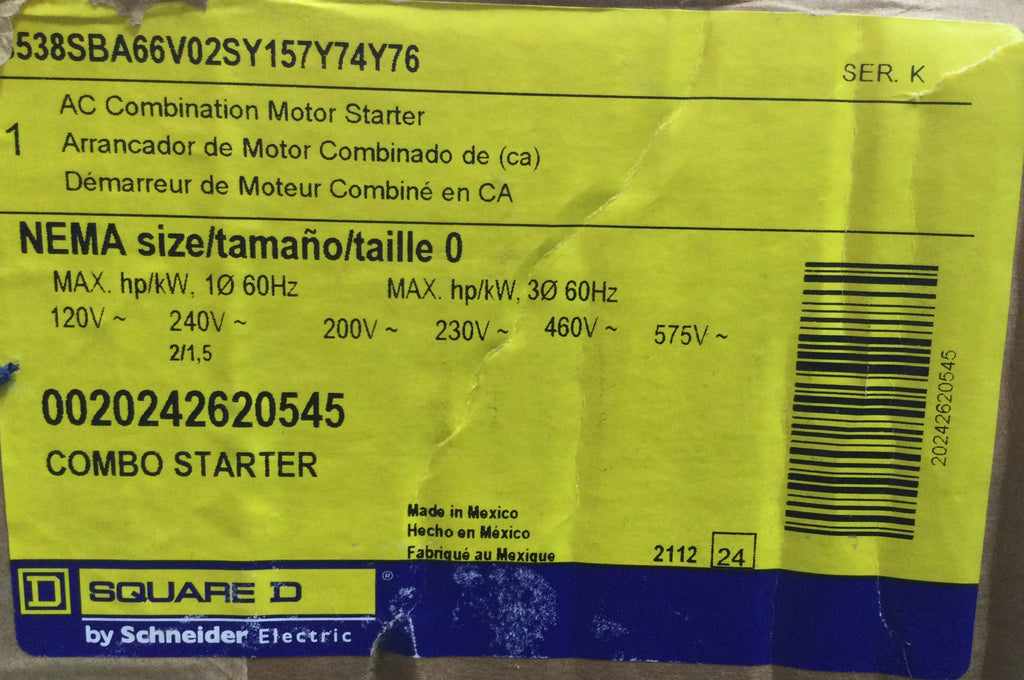 538SBA66V02SY157Y74Y76
SER. K
1
AC Combination Motor Starter
Arrancador de Motor Combinado de (ca)
Démarreur de Moteur Combiné en CA
NEMA size/tamaño/taille 0
MAX. hp/kW, 1Ø 60Hz
MAX. hp/kW, 3Ø 60Hz
120V ~ 240V ~ 200V ~ 230V ~ 460V ~ 575V ~
2/1,5
0020242620545
COMBO STARTER
20242620545
Made in Mexico
Hecho en México
Fabriqué au Mexique
2112 24
D SQUARE D ®
by Schneider Electric